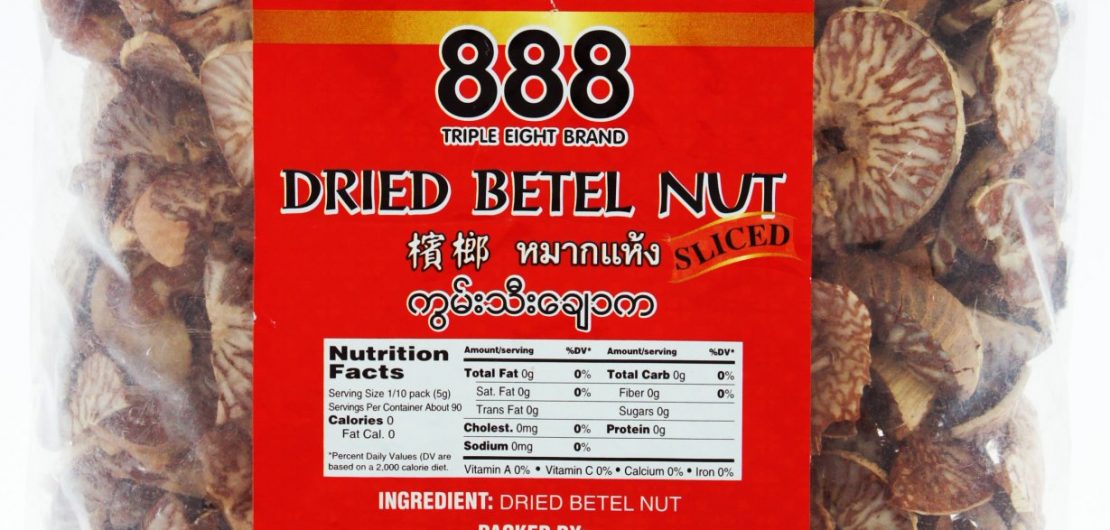 888
TRIPLE EIGHT BRAND
DRIED BETEL NUT
檳榔 หมากแห้ง SLICED
ကွမ်းသီးခြောက
Nutrition Facts
Serving Size 1/10 pack (5g)
Servings Per Container About 90
Calories 0
Fat Cal. 0
*Percent Daily Values (DV are
based on a 2,000 calorie diet.
Amount/serving %DV* Amount/serving %DV*
Total Fat 0g 0% Total Carb 0g 0%
Sat. Fat 0g 0% Fiber 0g 0%
Trans Fat 0g Sugars 0g
Cholest. 0mg 0% Protein 0g
Sodium 0mg 0%
Vitamin A 0% • Vitamin C 0% • Calcium 0% • Iron 0%
INGREDIENT: DRIED BETEL NUT
PACKED BY